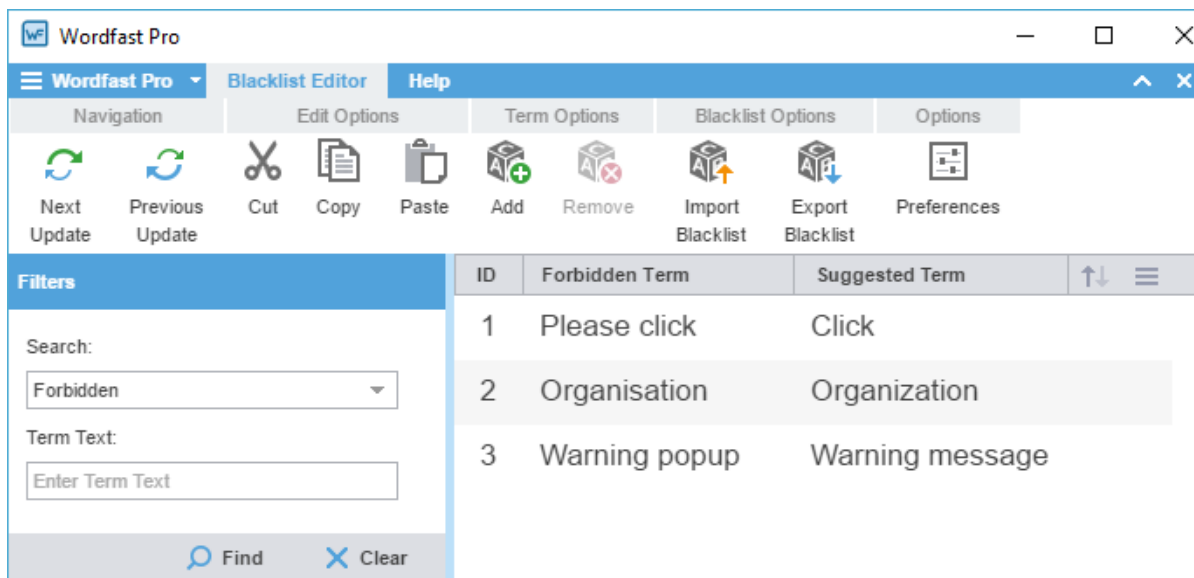 WF Wordfast Pro
Wordfast Pro Blacklist Editor Help
Navigation Edit Options Term Options Blacklist Options Options
Next Update Previous Update Cut Copy Paste Add Remove Import Blacklist Export Blacklist Preferences
Filters
Search:
Forbidden
Term Text:
Enter Term Text
Find Clear
ID Forbidden Term Suggested Term
1 Please click Click
2 Organisation Organization
3 Warning popup Warning message